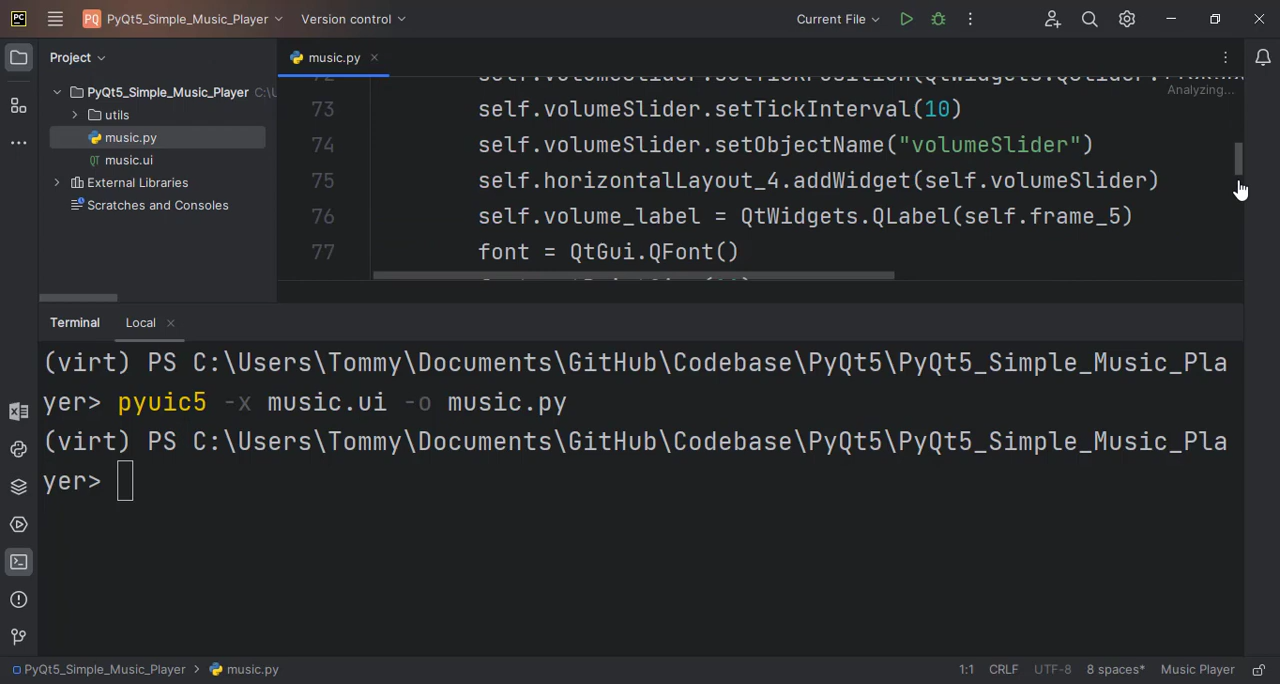 PC
PQ PyQt5_Simple_Music_Player Version control Current File
Project music.py
PyQt5_Simple_Music_Player C:\U
utils
music.py
QT music.ui
External Libraries
Scratches and Consoles
Analyzing...
73 self.volumeSlider.setTickInterval(10)
74 self.volumeSlider.setObjectName("volumeSlider")
75 self.horizontalLayout_4.addWidget(self.volumeSlider)
76 self.volume_label = QtWidgets.QLabel(self.frame_5)
77 font = QtGui.QFont()
Terminal Local
(virt) PS C:\Users\Tommy\Documents\GitHub\Codebase\PyQt5\PyQt5_Simple_Music_Pla
yer> pyuic5 -x music.ui -o music.py
(virt) PS C:\Users\Tommy\Documents\GitHub\Codebase\PyQt5\PyQt5_Simple_Music_Pla
yer>
PyQt5_Simple_Music_Player > music.py 1:1 CRLF UTF-8 8 spaces* Music Player